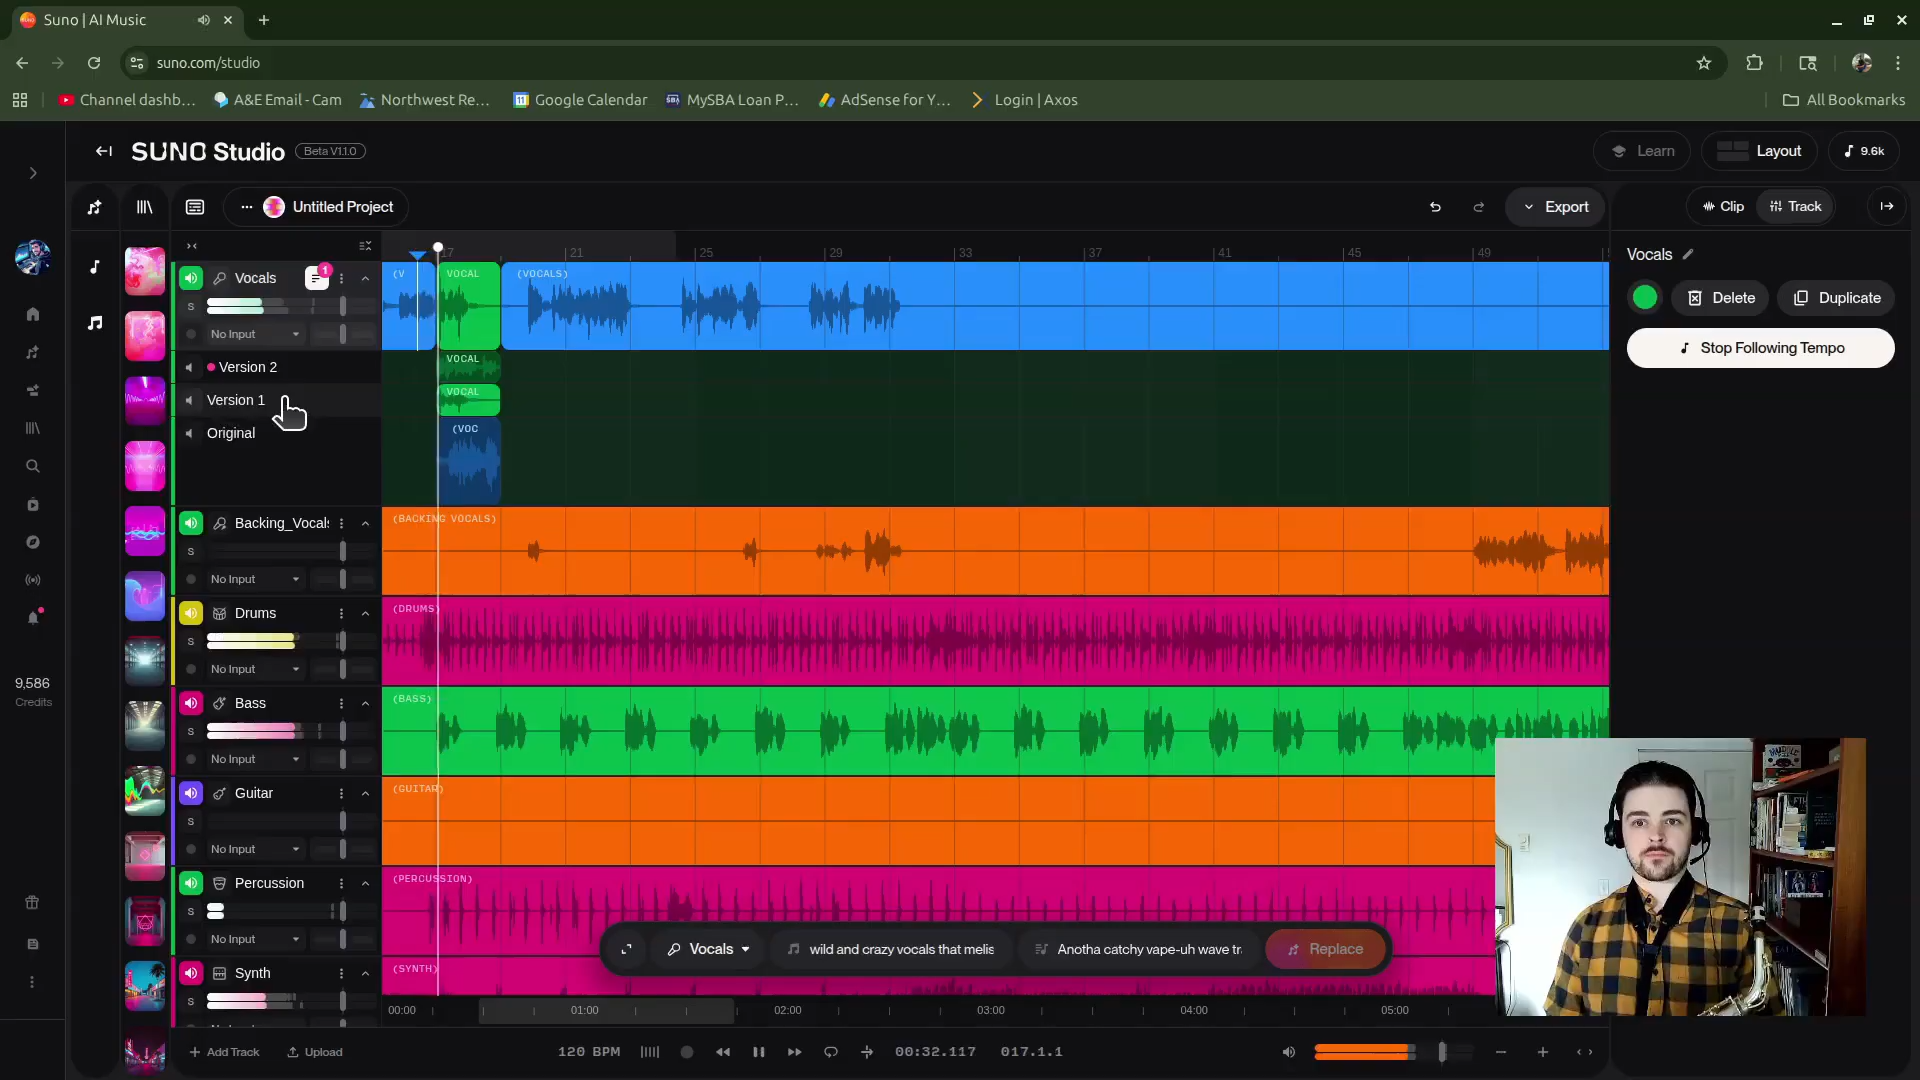 Suno | AI Music
suno.com/studio
Channel dashb...
A&E Email - Cam
Northwest Re...
Google Calendar
MySBA Loan P...
AdSense for Y...
Login | Axos
All Bookmarks
SUNO Studio
Beta V1.1.0
Learn
Layout
9.6k
Untitled Project
Export
Clip
Track
17 21 25 29 33 37 41 45 49
Vocals
1
S
No Input
(V
VOCAL
(VOCALS)
Vocals
Delete
Duplicate
Stop Following Tempo
Version 2
VOCAL
Version 1
VOCAL
Original
(VOC
Backing_Vocals
S
No Input
(BACKING VOCALS)
Drums
S
No Input
(DRUMS)
Bass
S
No Input
(BASS)
9,586
Credits
Guitar
S
No Input
(GUITAR)
Percussion
S
No Input
(PERCUSSION)
Synth
S
(SYNTH)
Vocals
wild and crazy vocals that melis
Anotha catchy vape-uh wave tr
Replace
00:00 01:00 02:00 03:00 04:00 05:00
Add Track
Upload
120 BPM
00:32.117
017.1.1